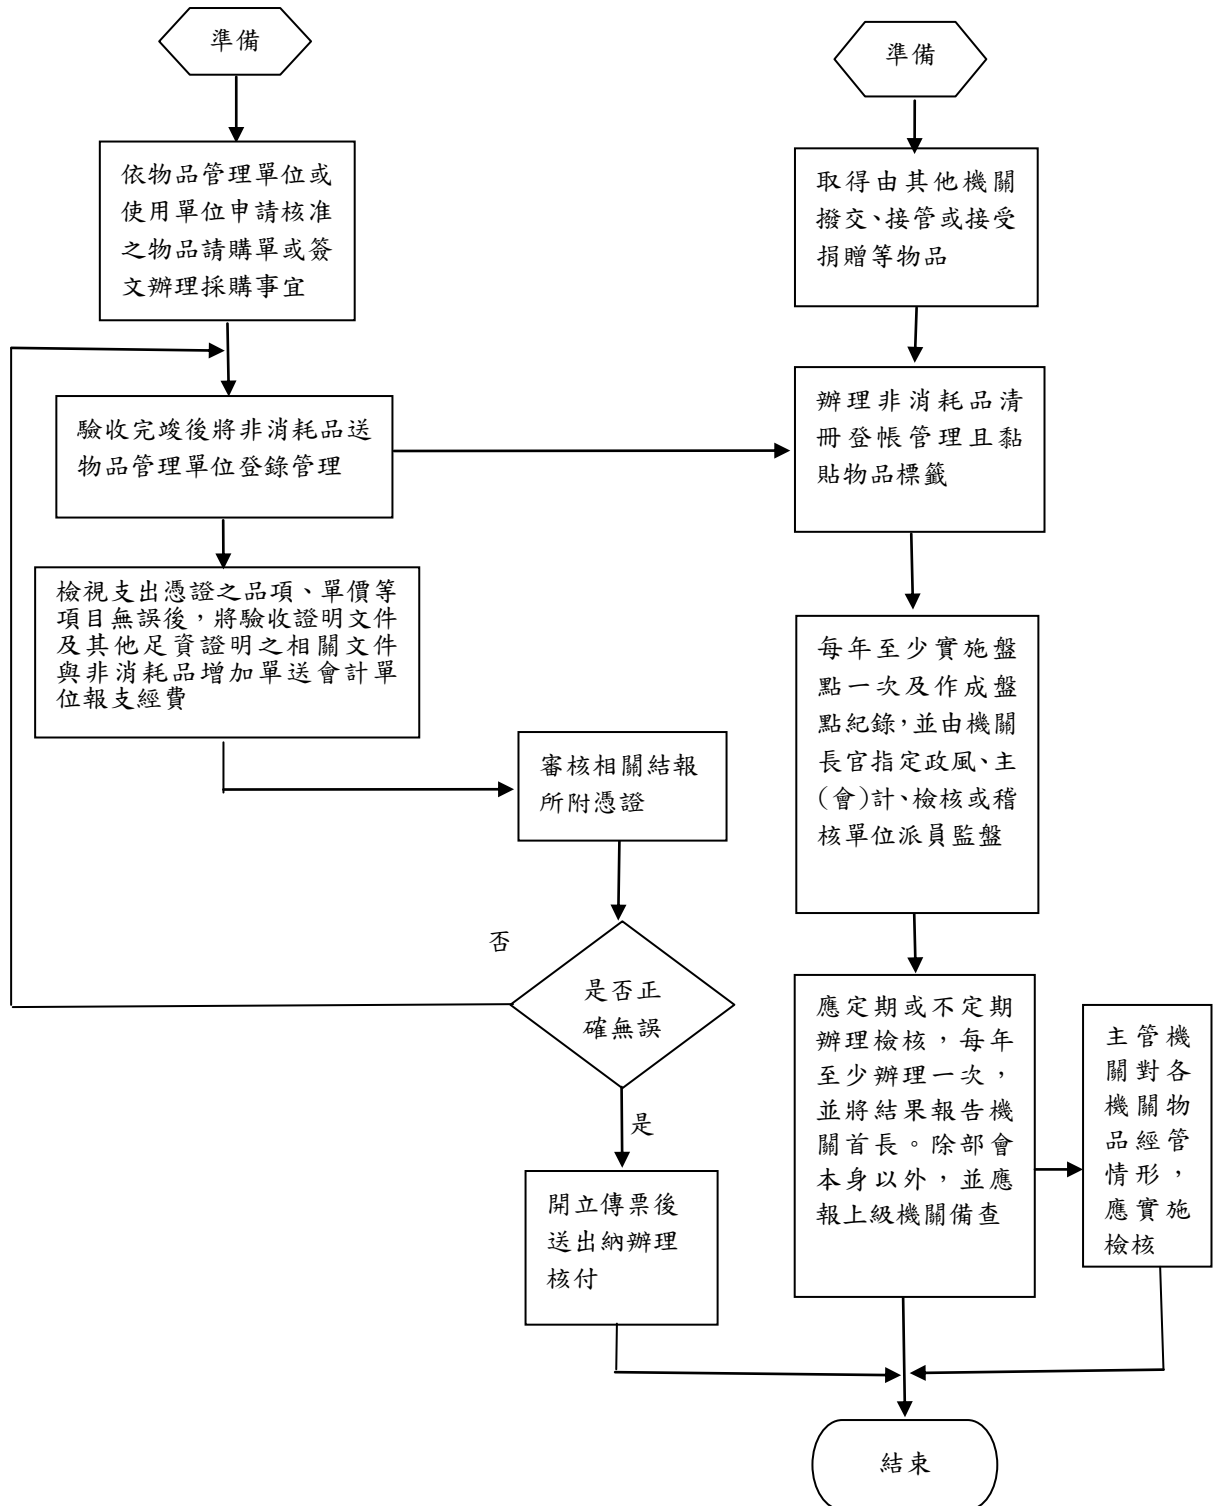 準備
依物品管理單位或
使用單位申請核准
之物品請購單或簽
文辦理採購事宜
驗收完竣後將非消耗品送
物品管理單位登錄管理
檢視支出憑證之品項、單價等
項目無誤後，將驗收證明文件
及其他足資證明之相關文件
與非消耗品增加單送會計單
位報支經費
審核相關結報
所附憑證
否
是否正
確無誤
是
開立傳票後
送出納辦理
核付
準備
取得由其他機關
撥交、接管或接受
捐贈等物品
辦理非消耗品清
冊登帳管理且黏
貼物品標籤
每年至少實施盤
點一次及作成盤
點紀錄，並由機關
長官指定政風、主
(會)計、檢核或稽
核單位派員監盤
應定期或不定期
辦理檢核，每年
至少辦理一次，
並將結果報告機
關首長。除部會
本身以外，並應
報上級機關備查
主管機
關對各
機關物
品經管
情形，
應實施
檢核
結束